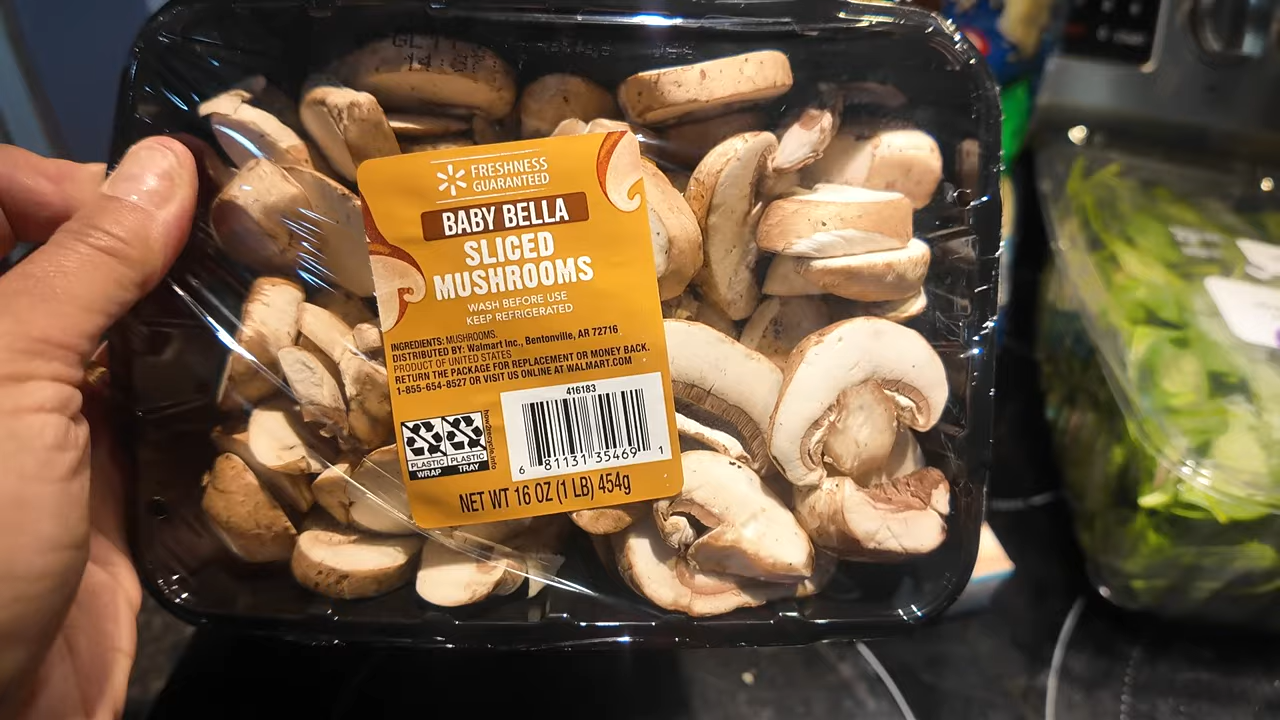 FRESHNESS
GUARANTEED
BABY BELLA
SLICED
MUSHROOMS
WASH BEFORE USE
KEEP REFRIGERATED
INGREDIENTS: MUSHROOMS.
DISTRIBUTED BY: Walmart Inc., Bentonville, AR 72716
PRODUCT OF UNITED STATES
RETURN THE PACKAGE FOR REPLACEMENT OR MONEY BACK.
1-855-654-8527 OR VISIT US ONLINE AT WALMART.COM
how2recycle.info
PLASTIC WRAP
PLASTIC TRAY
416183
6 81131 35469 1
NET WT 16 OZ (1 LB) 454g